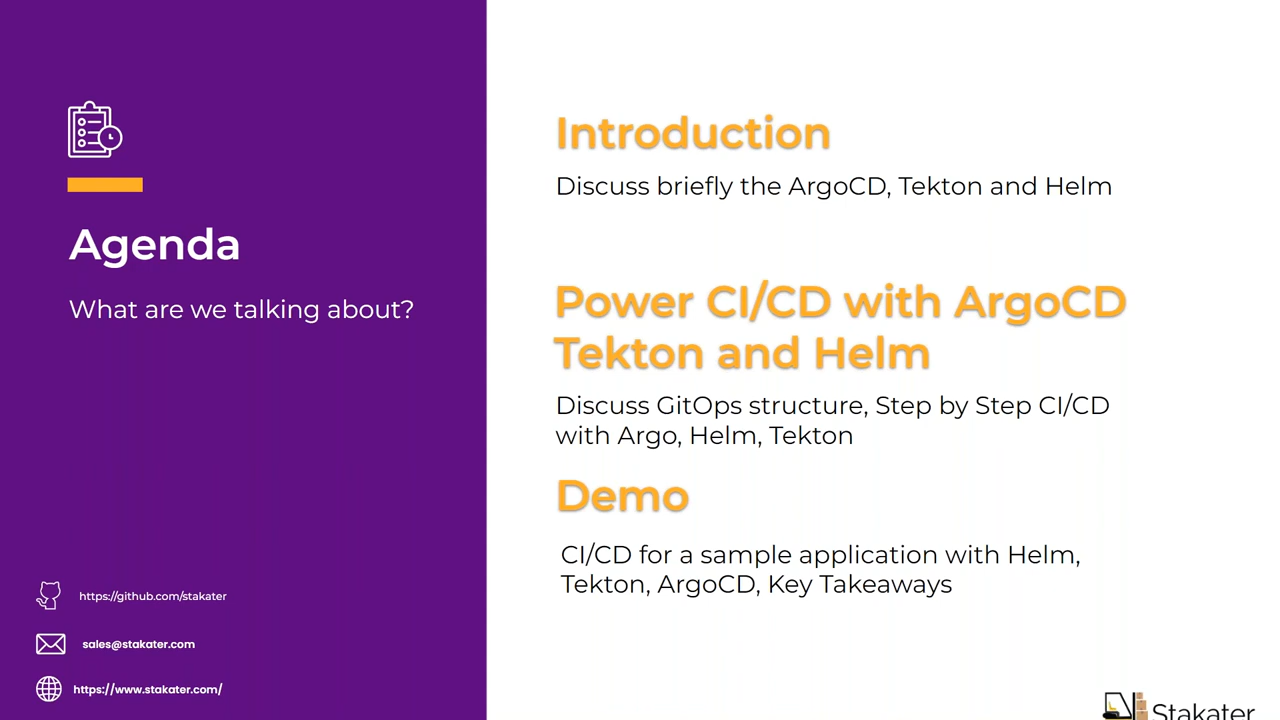 Agenda
What are we talking about?
https://github.com/stakater
sales@stakater.com
https://www.stakater.com/
Introduction
Discuss briefly the ArgoCD, Tekton and Helm
Power CI/CD with ArgoCD
Tekton and Helm
Discuss GitOps structure, Step by Step CI/CD
with Argo, Helm, Tekton
Demo
CI/CD for a sample application with Helm,
Tekton, ArgoCD, Key Takeaways
Stakater